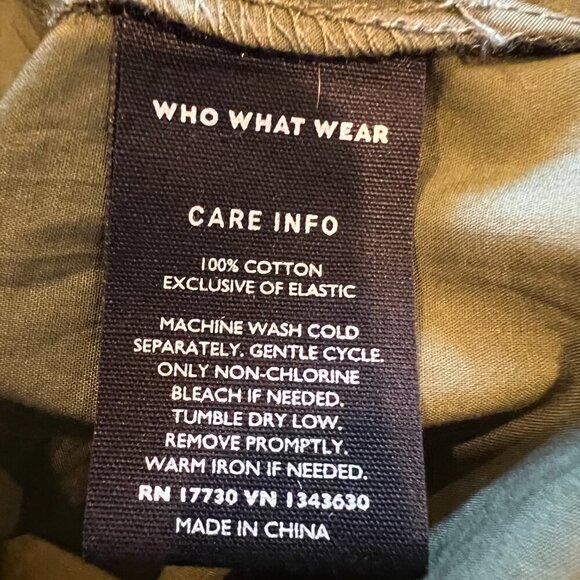 WHO WHAT WEAR
CARE INFO
100% COTTON
EXCLUSIVE OF ELASTIC
MACHINE WASH COLD
SEPARATELY. GENTLE CYCLE.
ONLY NON-CHLORINE
BLEACH IF NEEDED.
TUMBLE DRY LOW.
REMOVE PROMPTLY.
WARM IRON IF NEEDED.
RN 17730 VN 1343630
MADE IN CHINA